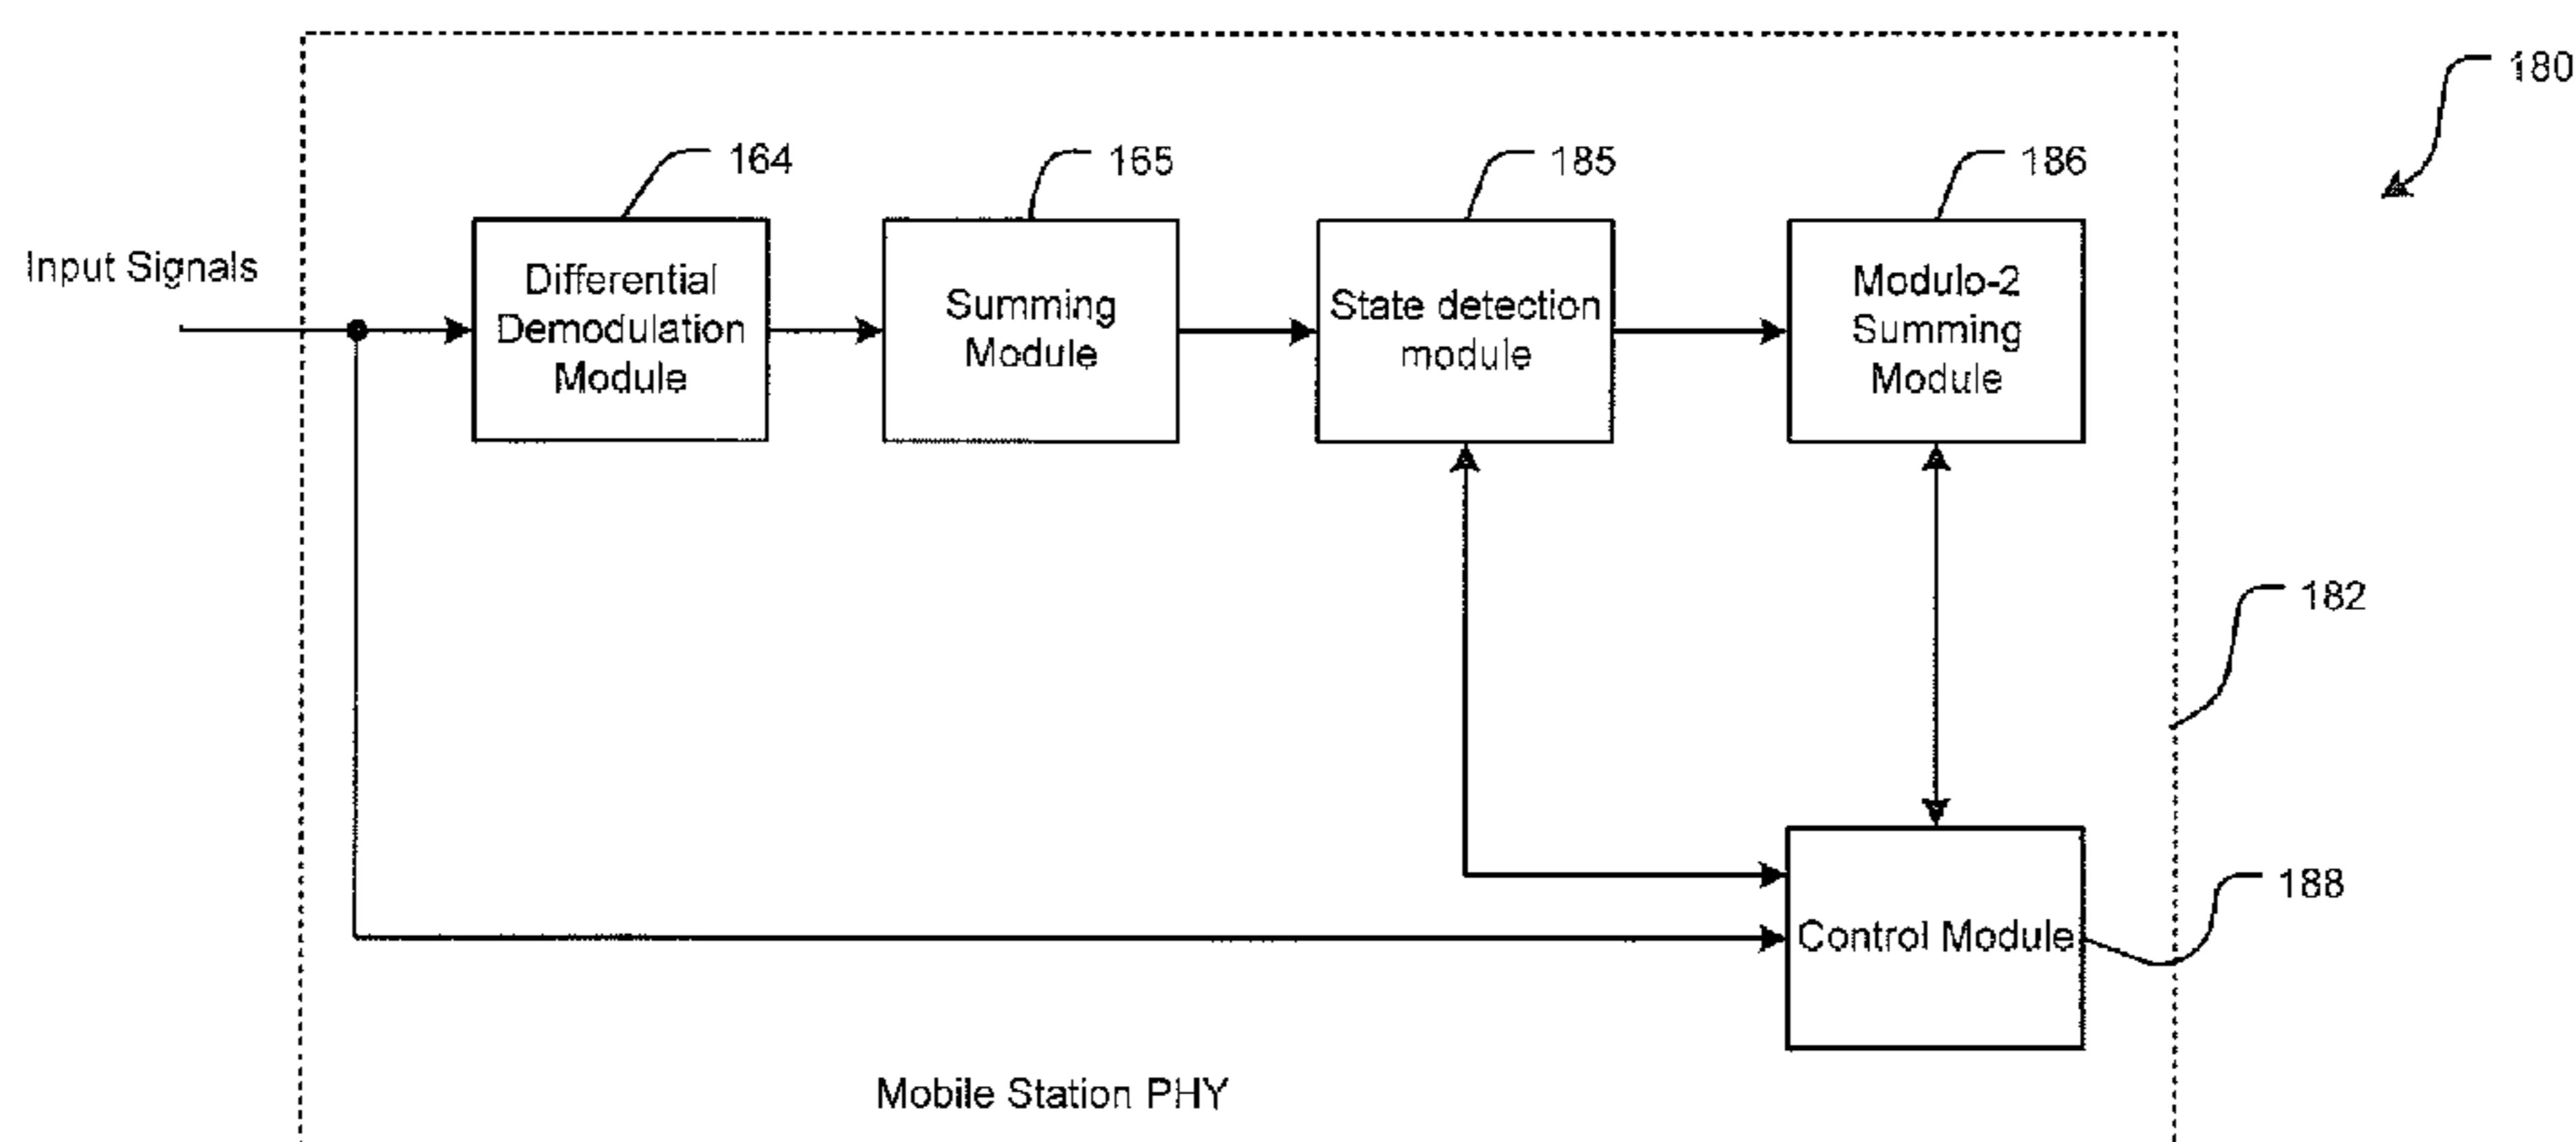 180
164
165
185
186
Input Signals
Differential
Demodulation
Module
Summing
Module
State detection
module
Modulo-2
Summing
Module
182
188
Control Module
Mobile Station PHY